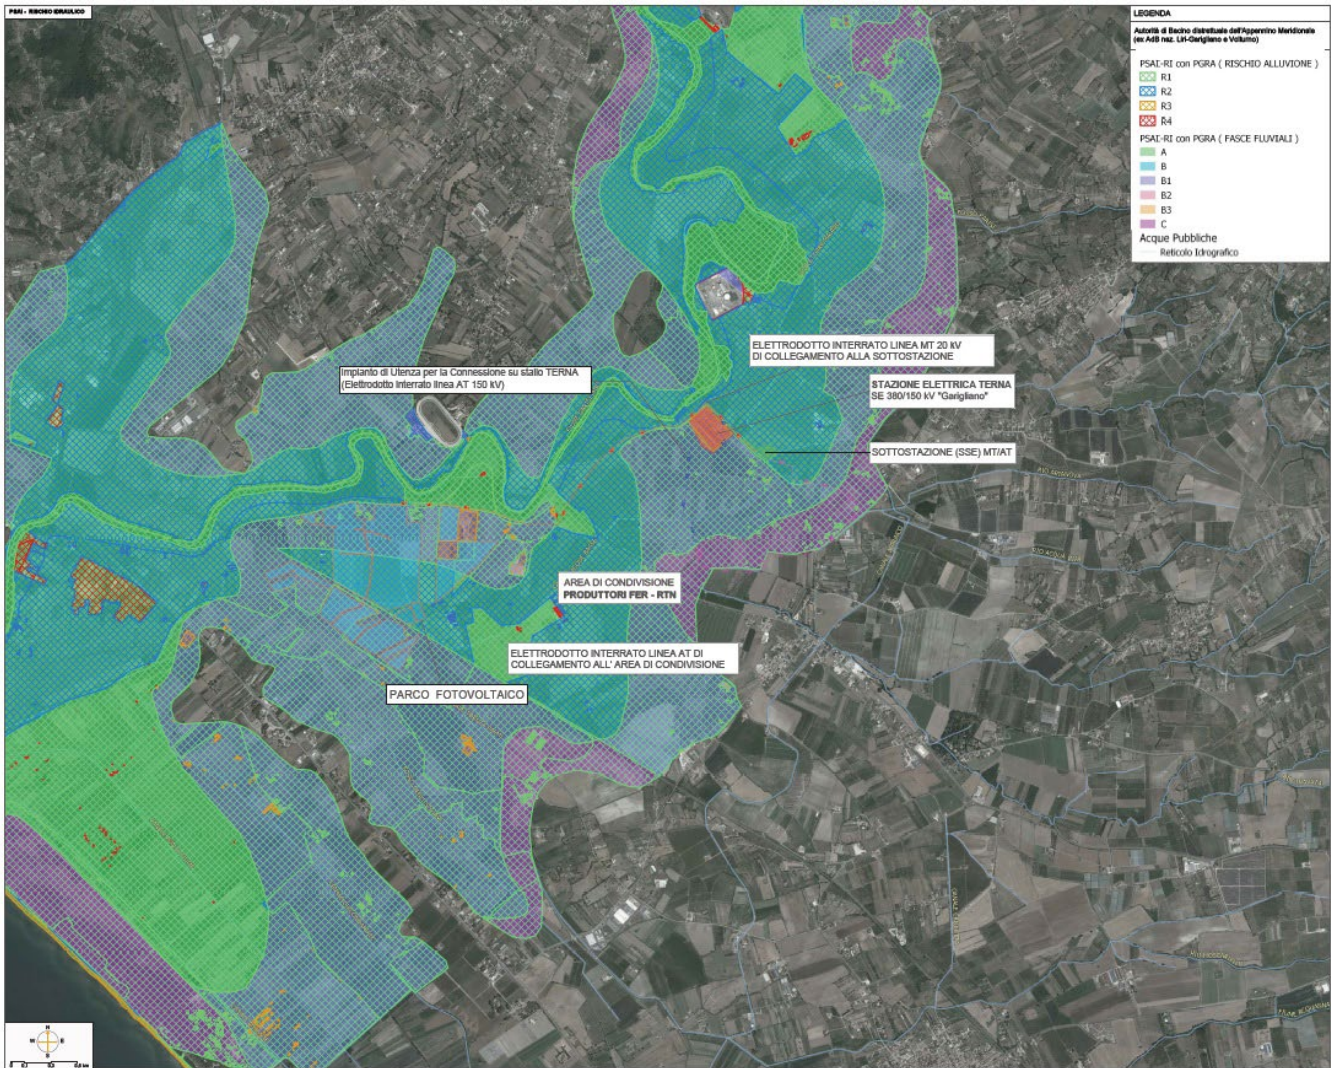 PSAI - RISCHIO IDRAULICO
LEGENDA
Autorità di Bacino distrettuale dell'Appennino Meridionale
(ex AdB naz. Liri-Garigliano e Volturno)
PSAI-RI con PGRA ( RISCHIO ALLUVIONE )
R1
R2
R3
R4
PSAI-RI con PGRA ( FASCE FLUVIALI )
A
B
B1
B2
B3
C
Acque Pubbliche
Reticolo Idrografico
ELETTRODOTTO INTERRATO LINEA MT 20 kV
DI COLLEGAMENTO ALLA SOTTOSTAZIONE
Impianto di Utenza per la Connessione su stallo TERNA
(Elettrodotto Interrato linea AT 150 kV)
STAZIONE ELETTRICA TERNA
SE 380/150 kV "Garigliano"
SOTTOSTAZIONE (SSE) MT/AT
AREA DI CONDIVISIONE
PRODUTTORI FER - RTN
ELETTRODOTTO INTERRATO LINEA AT DI
COLLEGAMENTO ALL' AREA DI CONDIVISIONE
PARCO FOTOVOLTAICO
N
W
E
S